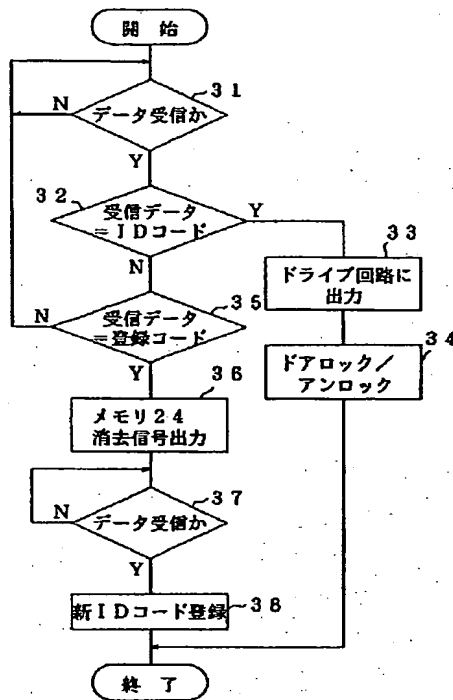 開 始
31
データ受信か
N
Y
32
受信データ
=IDコード
Y
N
33
ドライブ回路に
出力
35
受信データ
=登録コード
N
Y
34
ドアロック/
アンロック
36
メモリ24
消去信号出力
37
データ受信か
N
Y
新IDコード登録
38
終 了